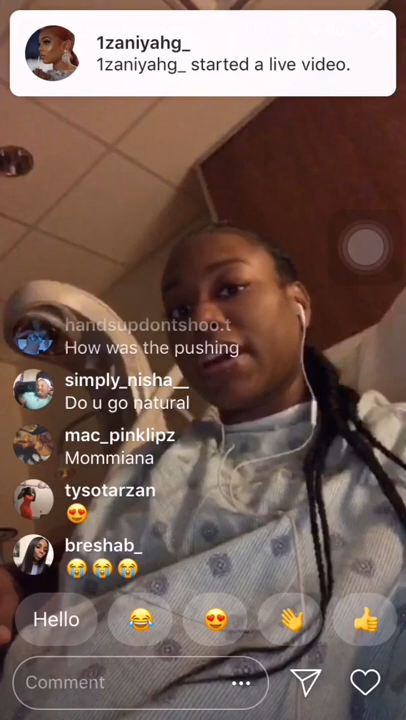 1zaniyahg_
1zaniyahg_ started a live video.
handsupdontshoo.t
How was the pushing
simply_nisha__
Do u go natural
mac_pinklipz
Mommiana
tysotarzan
😍
breshab_
😭😭😭
Hello 😂 😍 👋 👍
Comment